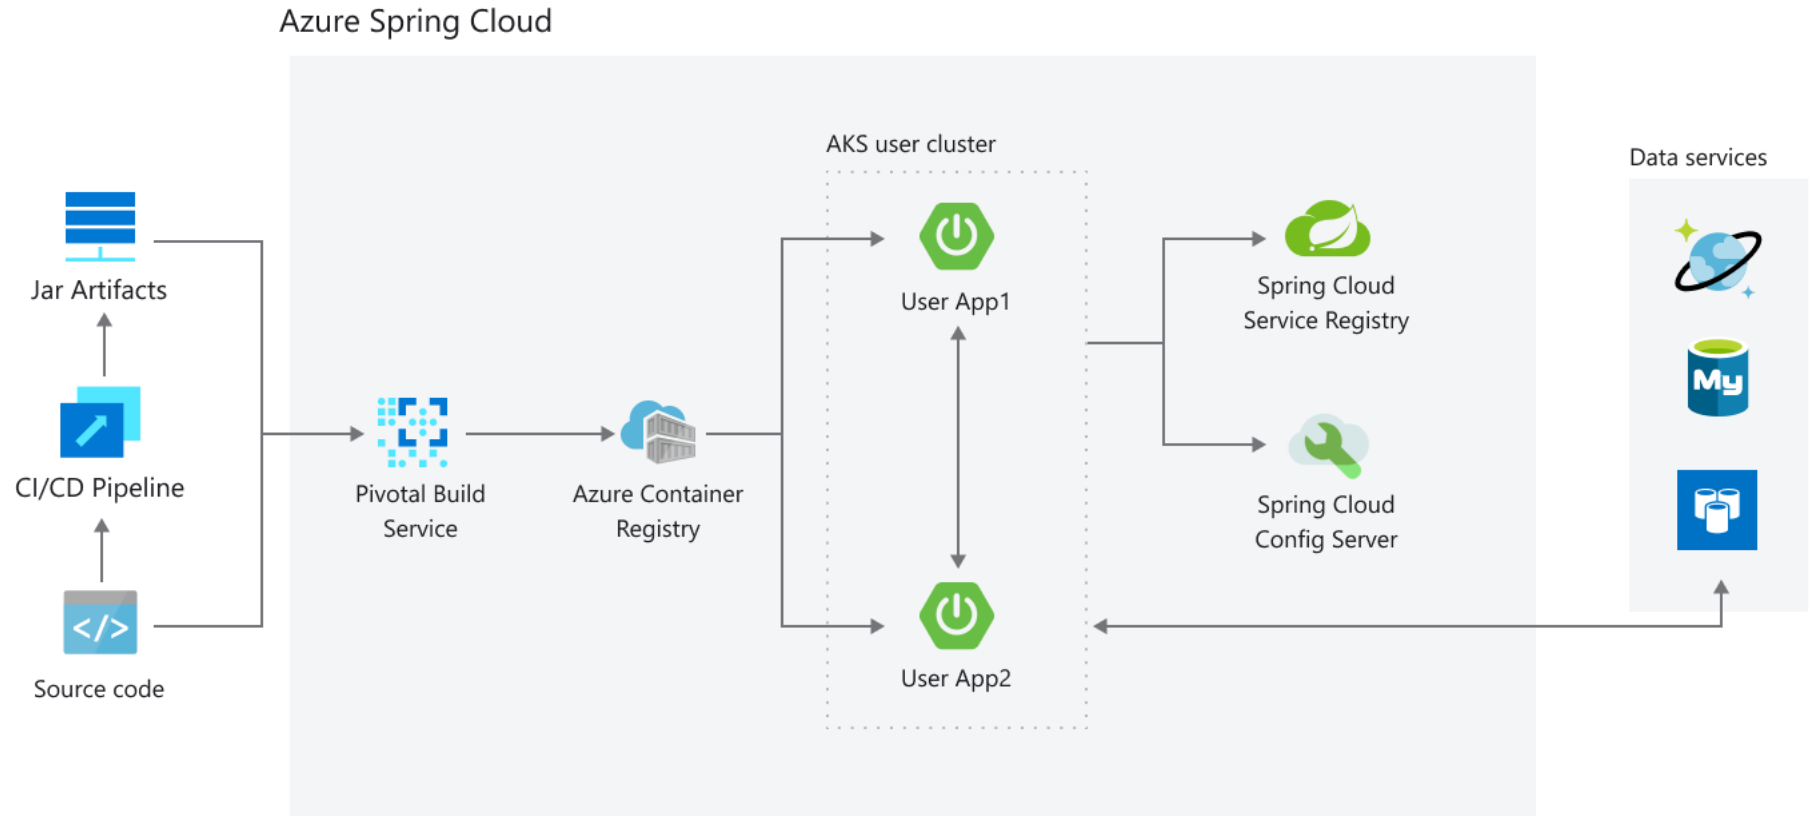 Azure Spring Cloud
AKS user cluster
Data services
Jar Artifacts
User App1
Spring Cloud
Service Registry
My
CI/CD Pipeline
Pivotal Build
Service
Azure Container
Registry
Spring Cloud
Config Server
</>
Source code
User App2